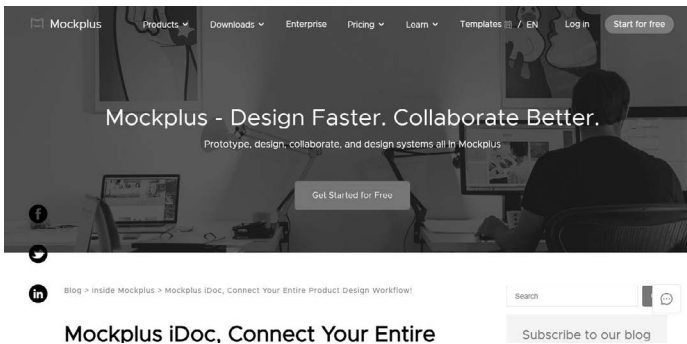 Mockplus
Products
Downloads
Enterprise
Pricing
Learn
Templates
/ EN
Log in
Start for free
Mockplus - Design Faster. Collaborate Better.
Prototype, design, collaborate, and design systems all in Mockplus
Get Started for Free
Blog > Inside Mockplus > Mockplus iDoc, Connect Your Entire Product Design Workflow!
Search
Mockplus iDoc, Connect Your Entire
Subscribe to our blog